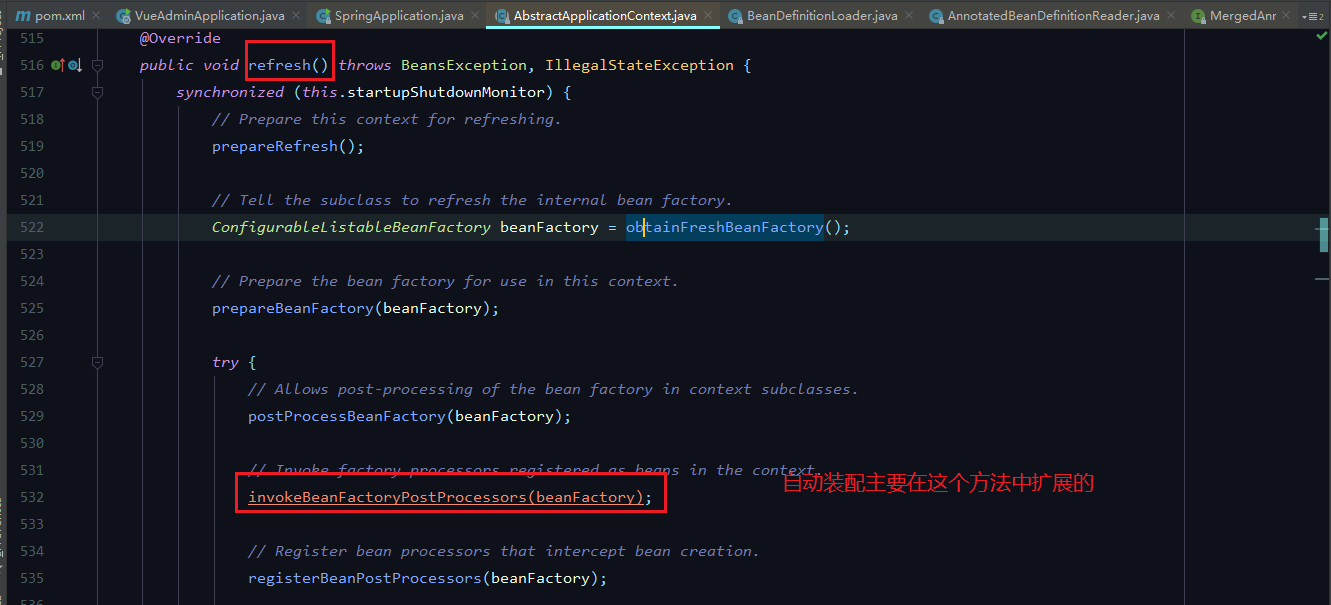 pom.xml VueAdminApplication.java SpringApplication.java AbstractApplicationContext.java BeanDefinitionLoader.java AnnotatedBeanDefinitionReader.java MergedAnr
515 @Override
516 public void refresh() throws BeansException, IllegalStateException {
517 synchronized (this.startupShutdownMonitor) {
518 // Prepare this context for refreshing.
519 prepareRefresh();
520
521 // Tell the subclass to refresh the internal bean factory.
522 ConfigurableListableBeanFactory beanFactory = obtainFreshBeanFactory();
523
524 // Prepare the bean factory for use in this context.
525 prepareBeanFactory(beanFactory);
526
527 try {
528 // Allows post-processing of the bean factory in context subclasses.
529 postProcessBeanFactory(beanFactory);
530
531 // Invoke factory processors registered as beans in the context.
532 invokeBeanFactoryPostProcessors(beanFactory); 自动装配主要在这个方法中扩展的
533
534 // Register bean processors that intercept bean creation.
535 registerBeanPostProcessors(beanFactory);